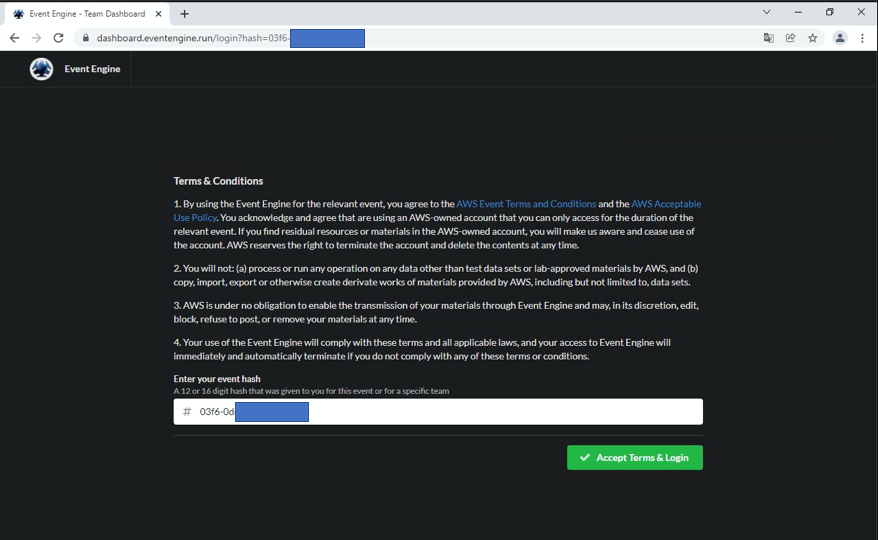 Event Engine - Team Dashboard
dashboard.eventengine.run/login?hash=03f6-
Event Engine
Terms & Conditions
1. By using the Event Engine for the relevant event, you agree to the AWS Event Terms and Conditions and the AWS Acceptable
Use Policy. You acknowledge and agree that are using an AWS-owned account that you can only access for the duration of the
relevant event. If you find residual resources or materials in the AWS-owned account, you will make us aware and cease use of
the account. AWS reserves the right to terminate the account and delete the contents at any time.
2. You will not: (a) process or run any operation on any data other than test data sets or lab-approved materials by AWS, and (b)
copy, import, export or otherwise create derivate works of materials provided by AWS, including but not limited to, data sets.
3. AWS is under no obligation to enable the transmission of your materials through Event Engine and may, in its discretion, edit,
block, refuse to post, or remove your materials at any time.
4. Your use of the Event Engine will comply with these terms and all applicable laws, and your access to Event Engine will
immediately and automatically terminate if you do not comply with any of these terms or conditions.
Enter your event hash
A 12 or 16 digit hash that was given to you for this event or for a specific team
# 03f6-0d
Accept Terms & Login